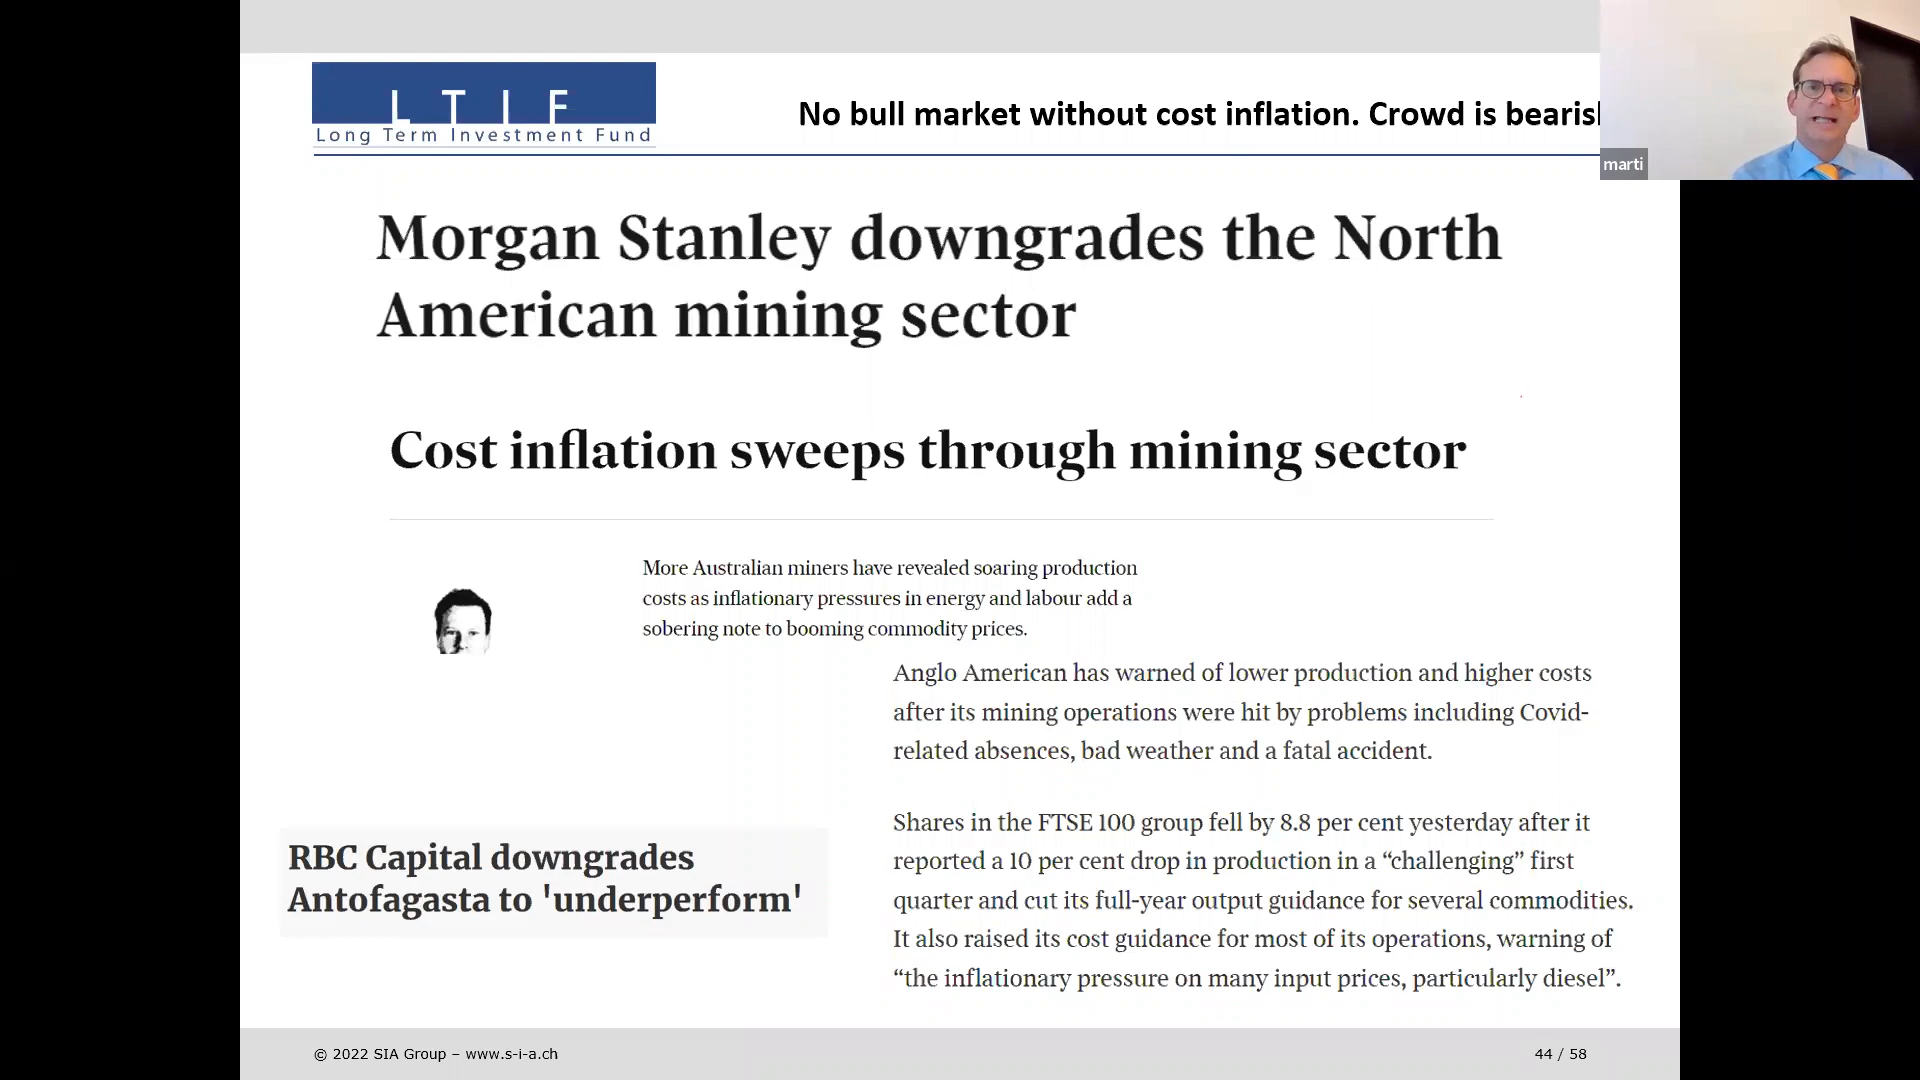 L T I F
Long Term Investment Fund
No bull market without cost inflation. Crowd is
marti
Morgan Stanley downgrades the North
American mining sector
Cost inflation sweeps through mining sector
More Australian miners have revealed soaring production
costs as inflationary pressures in energy and labour add a
sobering note to booming commodity prices.
Anglo American has warned of lower production and higher costs
after its mining operations were hit by problems including Covid-
related absences, bad weather and a fatal accident.
Shares in the FTSE 100 group fell by 8.8 per cent yesterday after it
reported a 10 per cent drop in production in a “challenging” first
quarter and cut its full-year output guidance for several commodities.
It also raised its cost guidance for most of its operations, warning of
“the inflationary pressure on many input prices, particularly diesel”.
RBC Capital downgrades
Antofagasta to 'underperform'
© 2022 SIA Group – www.s-i-a.ch
44 / 58